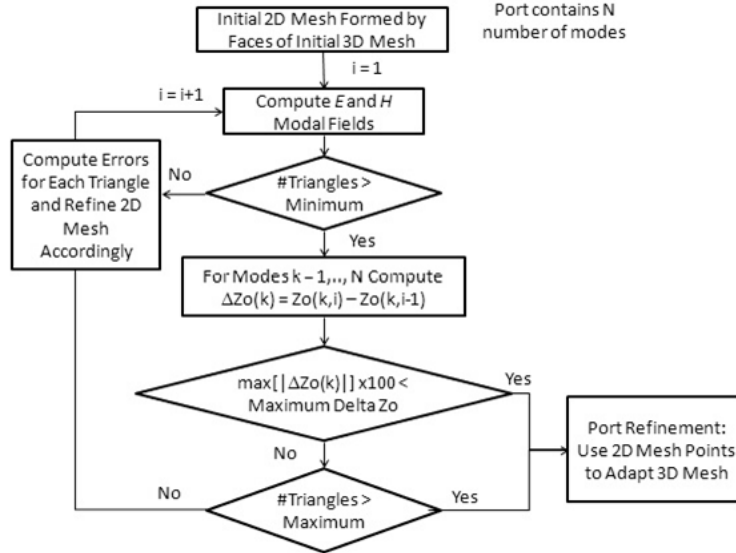 Initial 2D Mesh Formed by
Faces of Initial 3D Mesh
Port contains N
number of modes
i = 1
i = i+1
Compute E and H
Modal Fields
Compute Errors
for Each Triangle
and Refine 2D
Mesh
Accordingly
No
#Triangles >
Minimum
Yes
For Modes k – 1,.., N Compute
ΔZo(k) = Zo(k,i) – Zo(k,i-1)
max[|ΔZo(k)|] x100 <
Maximum Delta Zo
Yes
Port Refinement:
Use 2D Mesh Points
to Adapt 3D Mesh
No
No
#Triangles >
Maximum
Yes